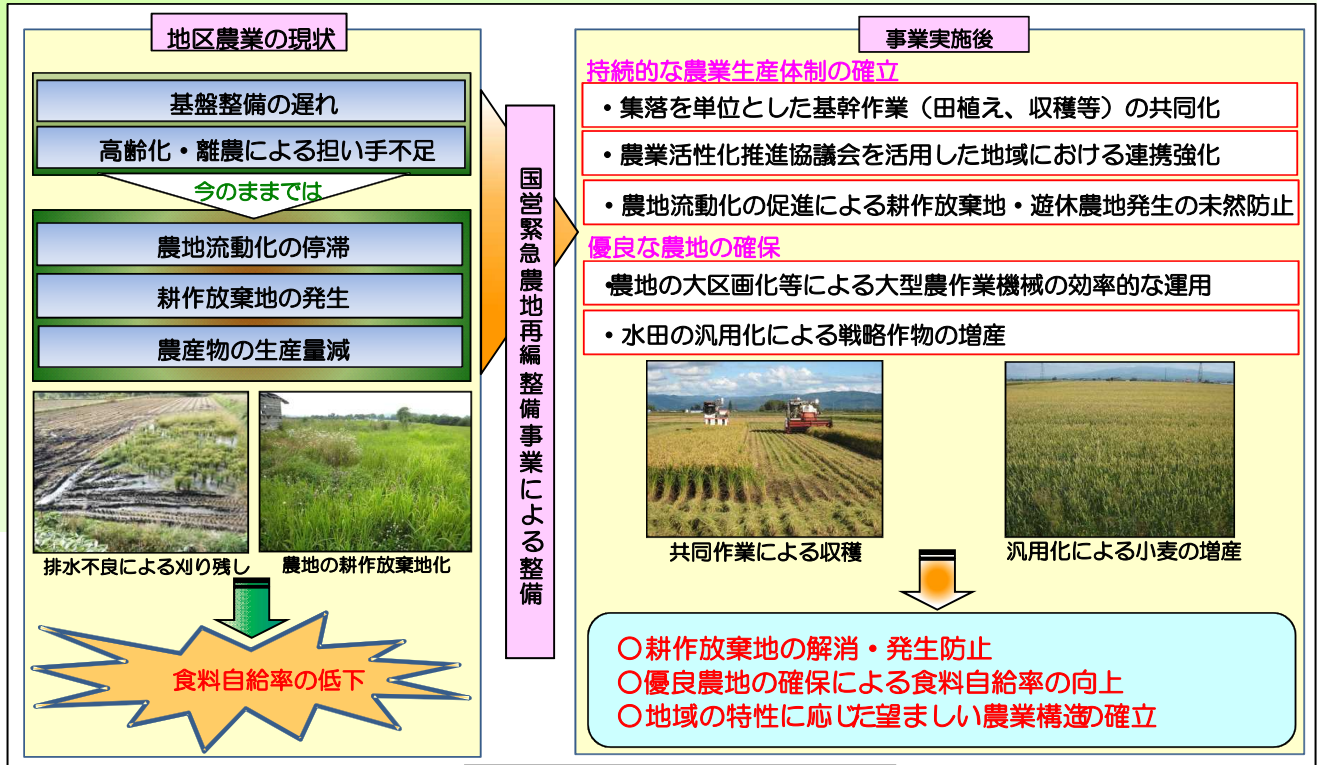 地区農業の現状
基盤整備の遅れ
高齢化・離農による担い手不足
今のままでは
農地流動化の停滞
耕作放棄地の発生
農産物の生産量減
排水不良による刈り残し
農地の耕作放棄地化
食料自給率の低下
国営緊急農地再編整備事業による整備
事業実施後
持続的な農業生産体制の確立
・集落を単位とした基幹作業（田植え、収穫等）の共同化
・農業活性化推進協議会を活用した地域における連携強化
・農地流動化の促進による耕作放棄地・遊休農地発生の未然防止
優良な農地の確保
・農地の大区画化等による大型農作業機械の効率的な運用
・水田の汎用化による戦略作物の増産
共同作業による収穫
汎用化による小麦の増産
〇耕作放棄地の解消・発生防止
〇優良農地の確保による食料自給率の向上
〇地域の特性に応じた望ましい農業構造の確立